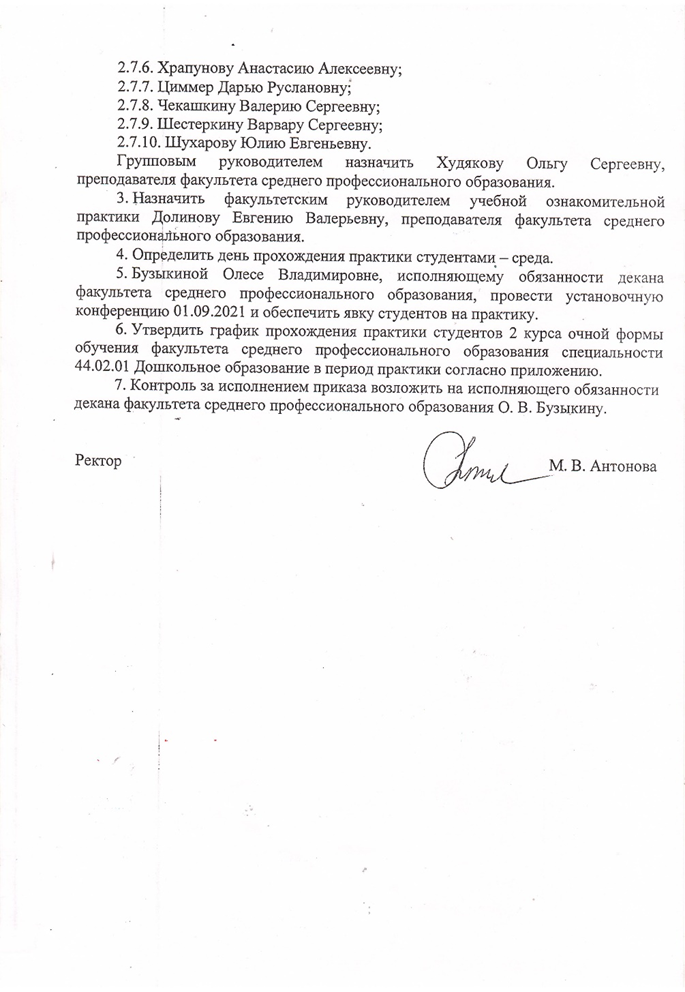 2.7.6. Храпунову Анастасию Алексеевну;
2.7.7. Циммер Дарью Руслановну;
2.7.8. Чекашкину Валерию Сергеевну;
2.7.9. Шестеркину Варвару Сергеевну;
2.7.10. Шухарову Юлию Евгеньевну.
Групповым руководителем назначить Худякову Ольгу Сергеевну,
преподавателя факультета среднего профессионального образования.
3. Назначить факультетским руководителем учебной ознакомительной
практики Долинову Евгению Валерьевну, преподавателя факультета среднего
профессионального образования.
4. Определить день прохождения практики студентами – среда.
5. Бузыкиной Олесе Владимировне, исполняющему обязанности декана
факультета среднего профессионального образования, провести установочную
конференцию 01.09.2021 и обеспечить явку студентов на практику.
6. Утвердить график прохождения практики студентов 2 курса очной формы
обучения факультета среднего профессионального образования специальности
44.02.01 Дошкольное образование в период практики согласно приложению.
7. Контроль за исполнением приказа возложить на исполняющего обязанности
декана факультета среднего профессионального образования О. В. Бузыкину.
Ректор М. В. Антонова